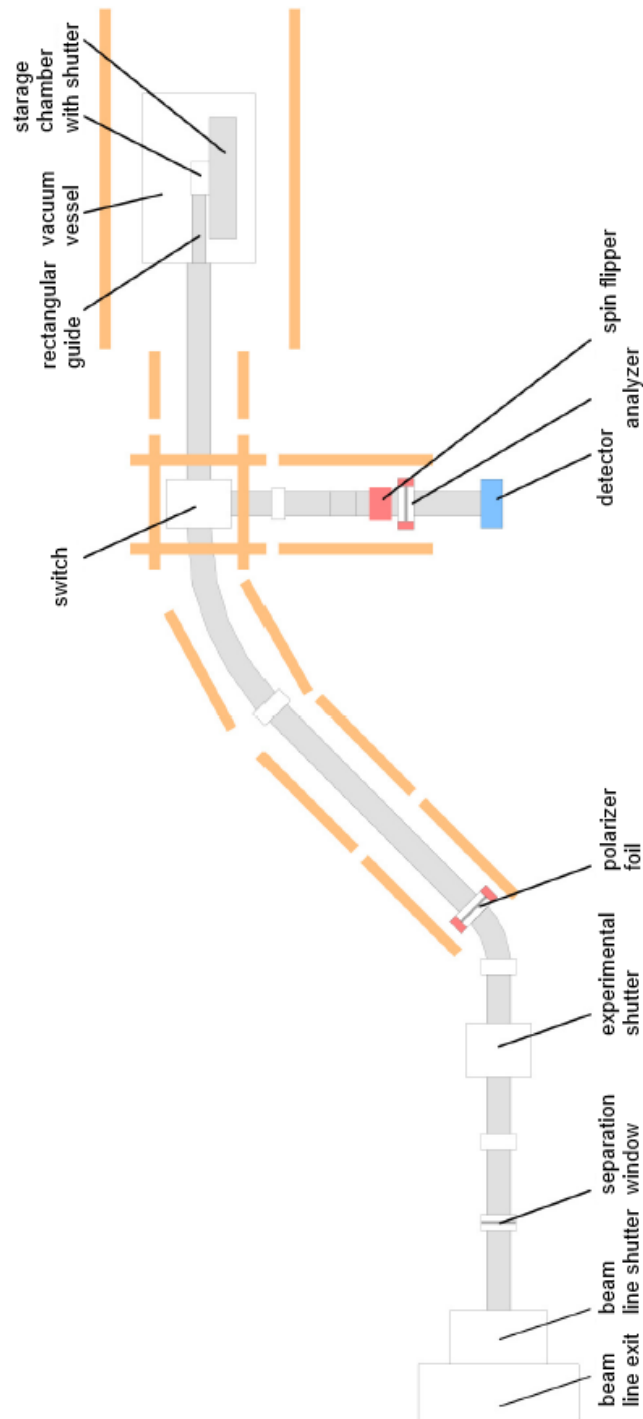 starage
chamber
with shutter
vacuum
vessel
rectangular
guide
switch
spin flipper
analyzer
detector
polarizer
foil
experimental
shutter
separation
window
beam
line shutter
beam
line exit